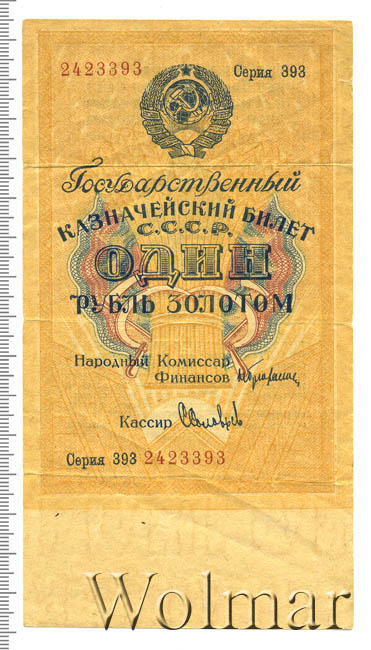 2423393 Серия 393
Государственный
КАЗНАЧЕЙСКИЙ БИЛЕТ
С.С.С.Р.
ОДИН
РУБЛЬ ЗОЛОТОМ
Народный Комиссар
Финансов
Кассир
Серия 393 2423393
Wolmar